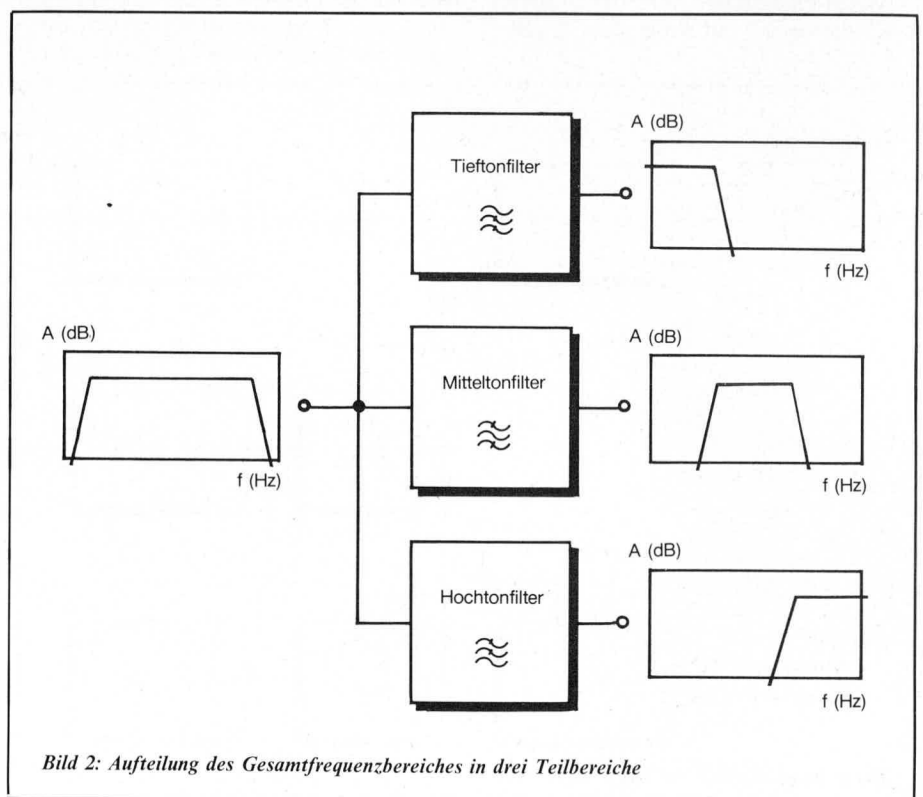 A (dB)
Tieftonfilter
f (Hz)
A (dB)
A (dB)
Mitteltonfilter
f (Hz)
f (Hz)
A (dB)
Hochtonfilter
f (Hz)
Bild 2: Aufteilung des Gesamtfrequenzbereiches in drei Teilbereiche